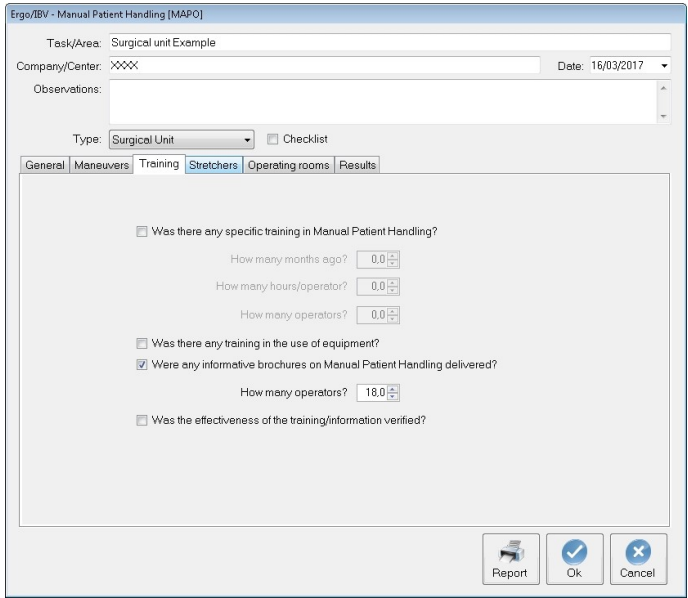 Ergo/IBV - Manual Patient Handling [MAPO]
Task/Area: Surgical unit Example
Company/Center: XXXX Date: 16/03/2017
Observations:
Type: Surgical Unit Checklist
General Maneuvers Training Stretchers Operating rooms Results
Was there any specific training in Manual Patient Handling?
How many months ago? 0,0
How many hours/operator? 0,0
How many operators? 0,0
Was there any training in the use of equipment?
Were any informative brochures on Manual Patient Handling delivered?
How many operators? 18,0
Was the effectiveness of the training/information verified?
Report Ok Cancel